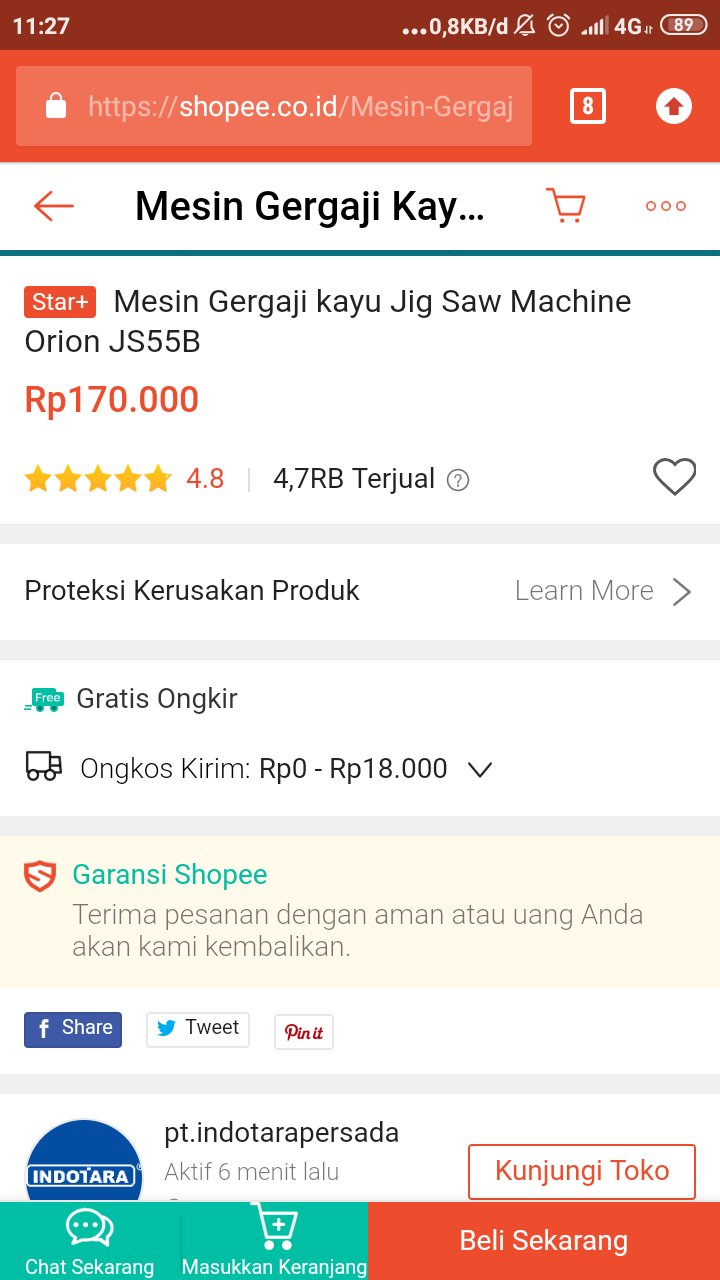 11:27
...0,8KB/d 4G 89
https://shopee.co.id/Mesin-Gergaj
8
Mesin Gergaji Kay...
Star+ Mesin Gergaji kayu Jig Saw Machine
Orion JS55B
Rp170.000
4.8 4,7RB Terjual ?
Proteksi Kerusakan Produk Learn More
Free Gratis Ongkir
Ongkos Kirim: Rp0 - Rp18.000
Garansi Shopee
Terima pesanan dengan aman atau uang Anda
akan kami kembalikan.
f Share Tweet Pin it
pt.indotarapersada
Aktif 6 menit lalu
INDOTARA®
Kunjungi Toko
Chat Sekarang Masukkan Keranjang Beli Sekarang